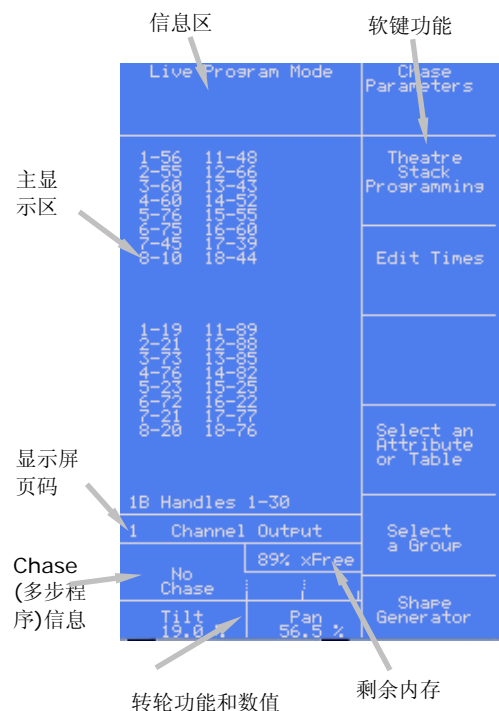 信息区
软键功能
Live Program Mode
Chase
Parameters
主显
示区
1-56 11-48
2-55 12-66
3-60 13-43
4-60 14-52
5-76 15-55
6-75 16-60
7-45 17-39
8-10 18-44
Theatre
Stack
Programming
Edit Times
1-19 11-89
2-21 12-88
3-73 13-85
4-76 14-82
5-23 15-25
6-72 16-22
7-21 17-77
8-20 18-76
Select an
Attribute
or Table
显示屏
页码
1B Handles 1-30
1 Channel Output
Select
a Group
89% xFree
Chase
(多步程
序)信息
No
Chase
Tilt
19.0 %
Pan
56.5 %
Shape
Generator
转轮功能和数值
剩余内存